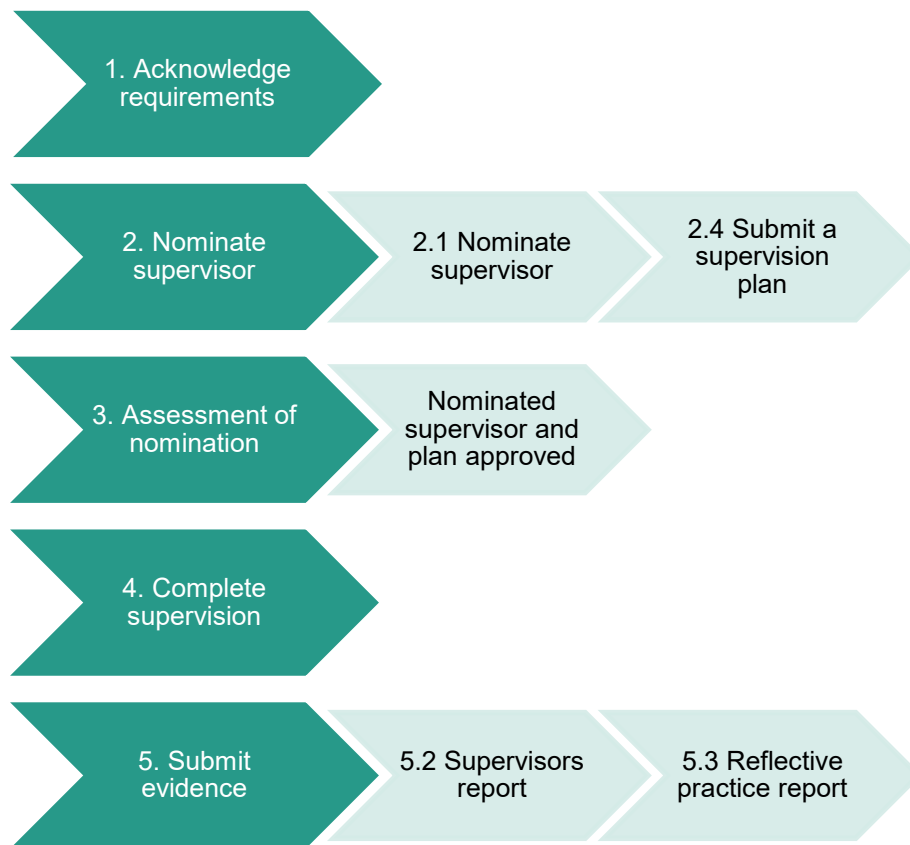 1. Acknowledge
requirements
2. Nominate
supervisor
2.1 Nominate
supervisor
2.4 Submit a
supervision
plan
3. Assessment of
nomination
Nominated
supervisor and
plan approved
4. Complete
supervision
5. Submit
evidence
5.2 Supervisors
report
5.3 Reflective
practice report